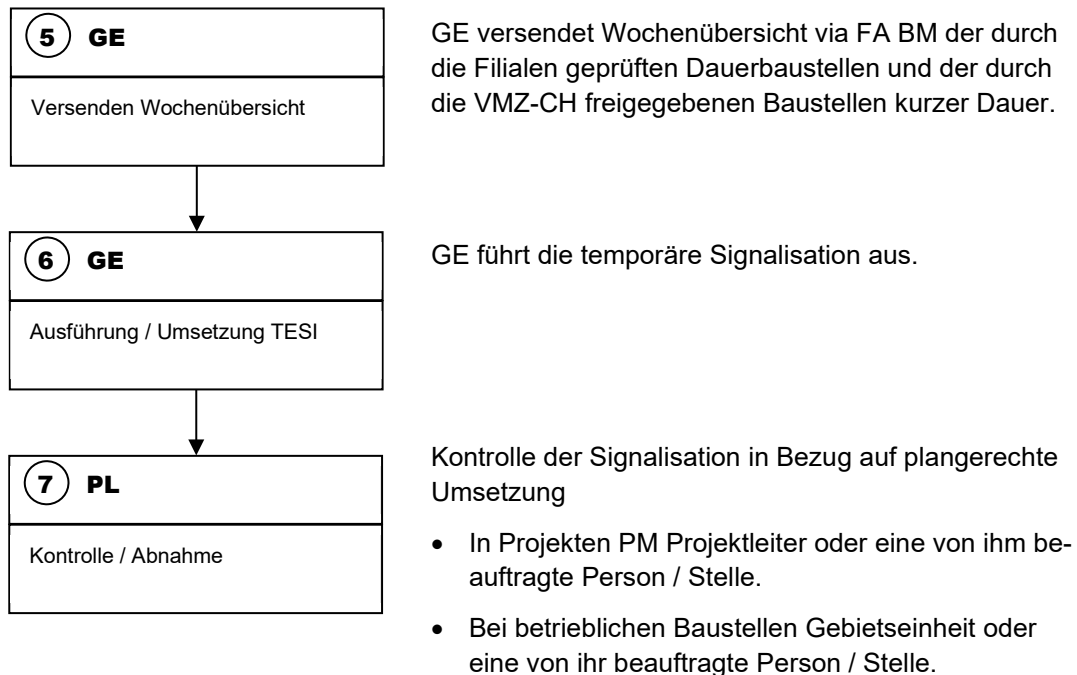 5 GE
Versenden Wochenübersicht
GE versendet Wochenübersicht via FA BM der durch
die Filialen geprüften Dauerbaustellen und der durch
die VMZ-CH freigegebenen Baustellen kurzer Dauer.
6 GE
Ausführung / Umsetzung TESI
GE führt die temporäre Signalisation aus.
7 PL
Kontrolle / Abnahme
Kontrolle der Signalisation in Bezug auf plangerechte
Umsetzung
• In Projekten PM Projektleiter oder eine von ihm be-
auftragte Person / Stelle.
• Bei betrieblichen Baustellen Gebietseinheit oder
eine von ihr beauftragte Person / Stelle.